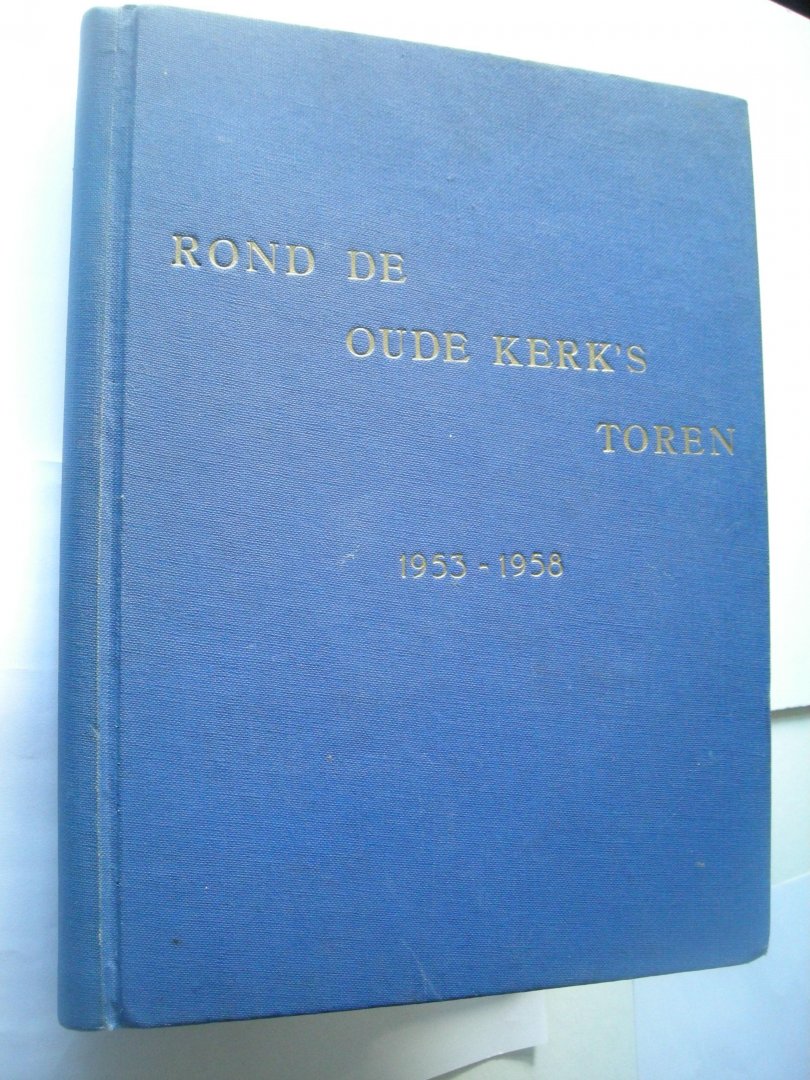 ROND DE
OUDE KERK'S
TOREN
1953 - 1958